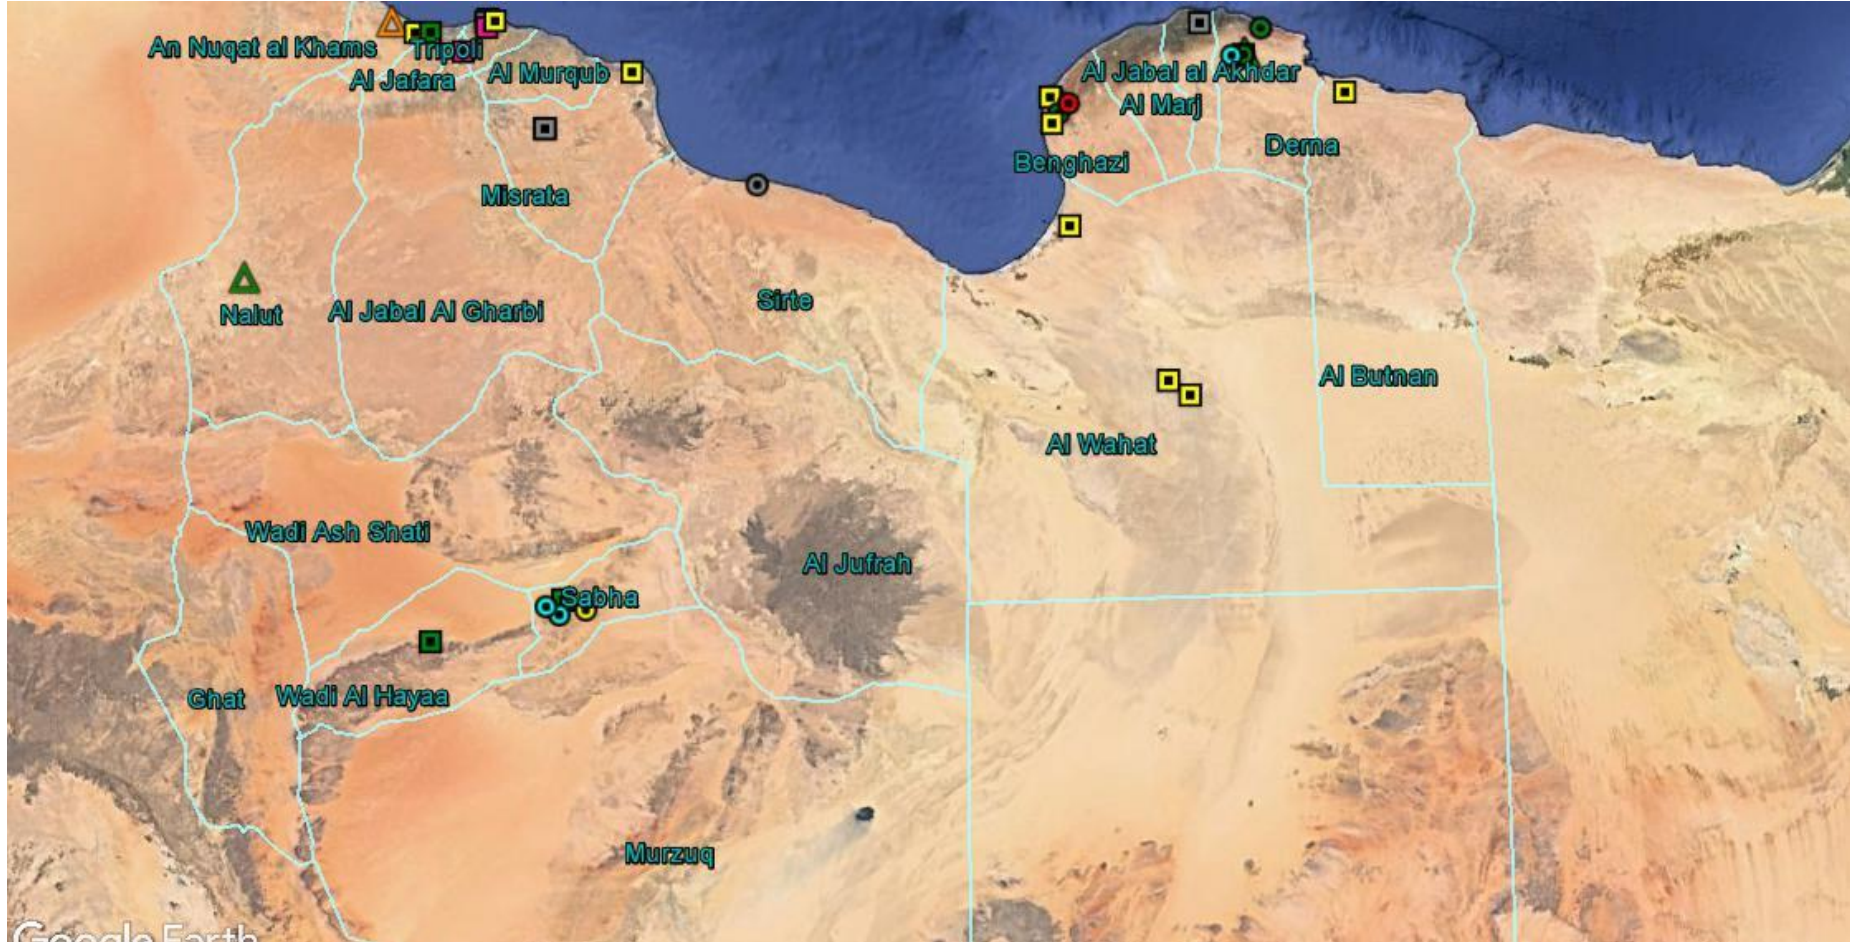 An Nuqat al Khams
Tripoli
Al Jafara
Al Murqub
Al Jabal al Akhdar
Al Marj
Derna
Benghazi
Misrata
Nalut
Al Jabal Al Gharbi
Sirte
Al Butnan
Al Wahat
Wadi Ash Shati
Al Jufrah
Sabha
Ghat
Wadi Al Hayaa
Murzuq
Google Earth